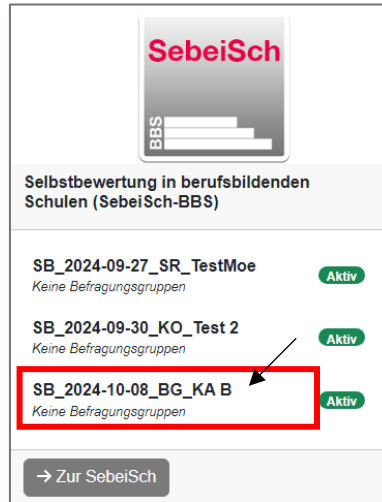 SebeiSch
BBS
Selbstbewertung in berufsbildenden
Schulen (SebeiSch-BBS)
SB_2024-09-27_SR_TestMoe
Aktiv
Keine Befragungsgruppen
SB_2024-09-30_KO_Test 2
Aktiv
Keine Befragungsgruppen
SB_2024-10-08_BG_KA B
Aktiv
Keine Befragungsgruppen
→ Zur SebeiSch